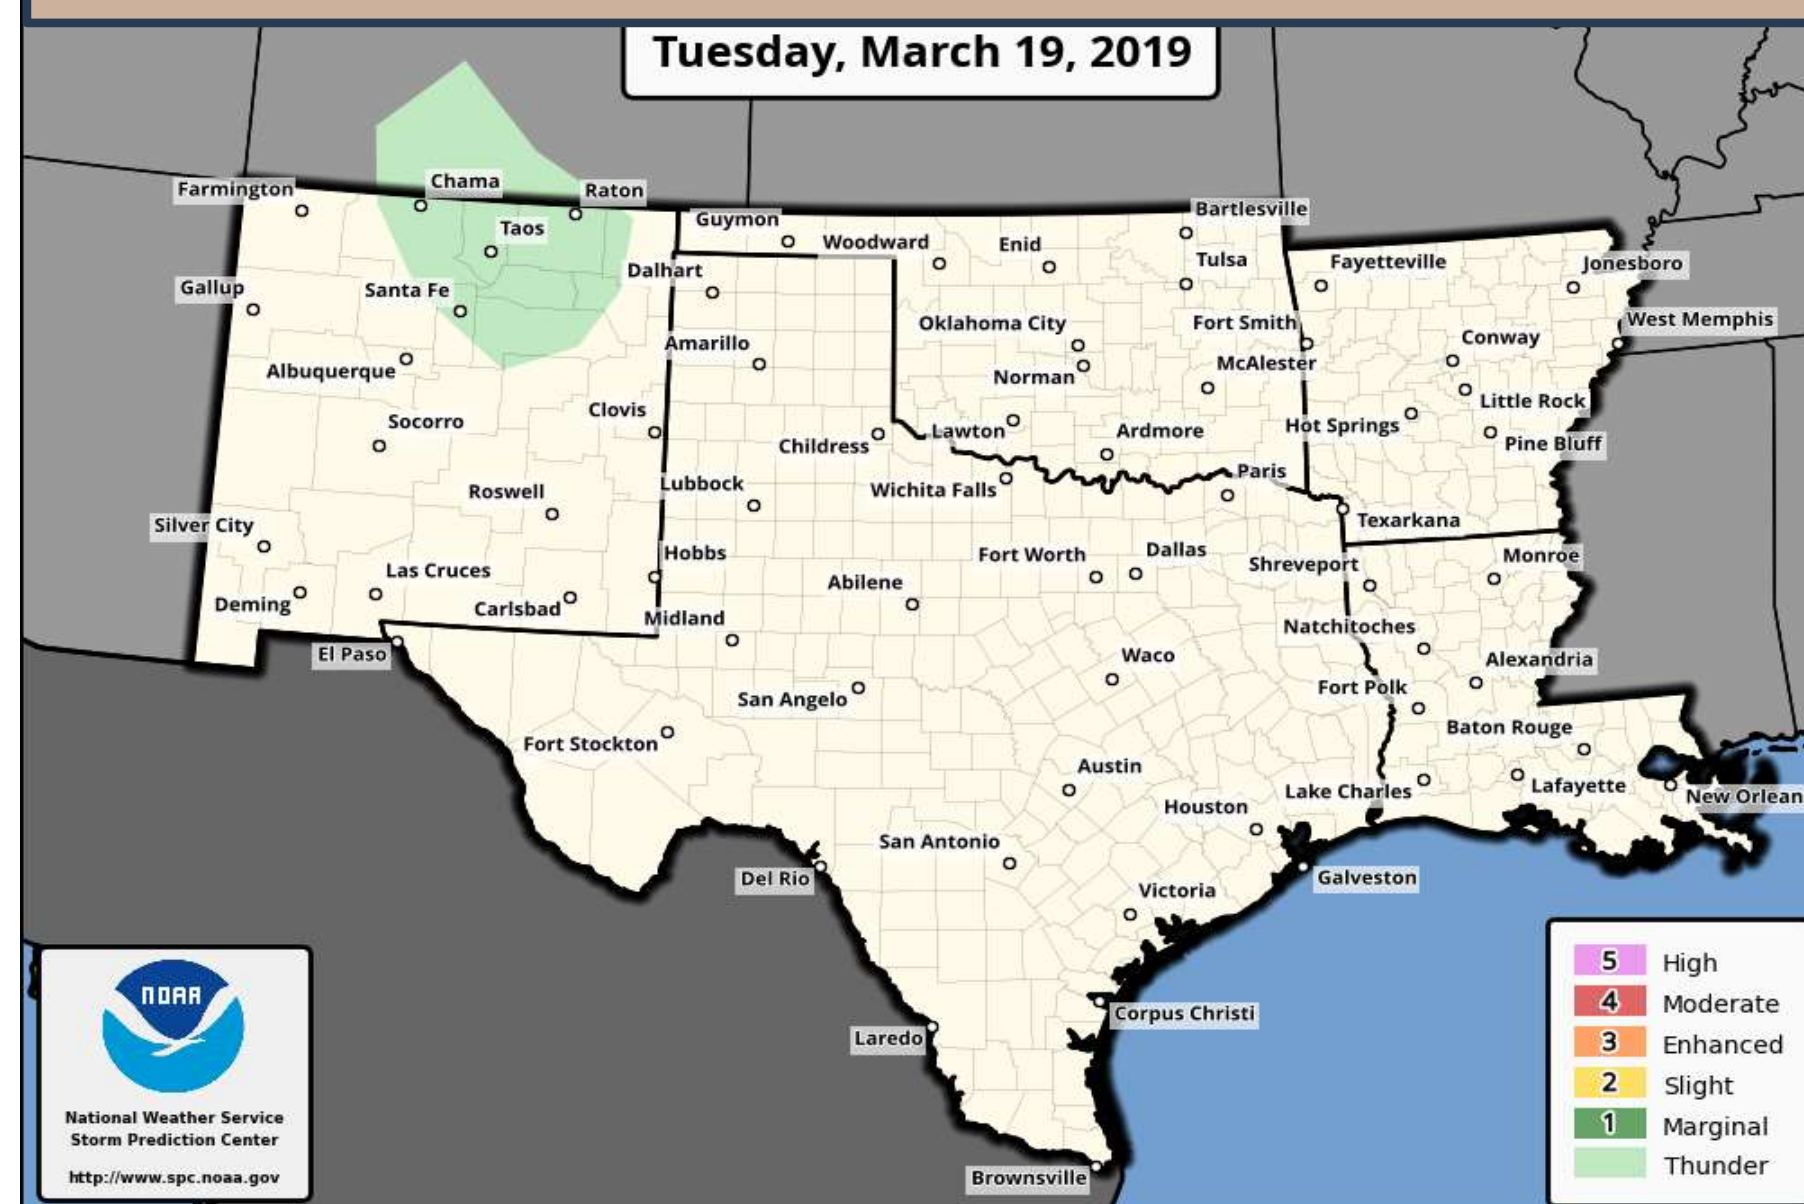 Tuesday, March 19, 2019
Farmington
Chama
Raton
Taos
Guymon
Woodward
Enid
Bartlesville
Tulsa
Fayetteville
Jonesboro
Gallup
Santa Fe
Dalhart
Oklahoma City
Fort Smith
West Memphis
Albuquerque
Amarillo
Norman
McAlester
Conway
Little Rock
Socorro
Clovis
Childress
Lawton
Ardmore
Hot Springs
Pine Bluff
Roswell
Lubbock
Wichita Falls
Paris
Texarkana
Silver City
Las Cruces
Hobbs
Abilene
Fort Worth
Dallas
Shreveport
Monroe
Deming
Carlsbad
Midland
Natchitoches
El Paso
Waco
Alexandria
San Angelo
Fort Polk
Fort Stockton
Baton Rouge
Austin
Houston
Lake Charles
Lafayette
New Orlean
San Antonio
Del Rio
Galveston
Victoria
Corpus Christi
Laredo
Brownsville
NOAA
National Weather Service
Storm Prediction Center
http://www.spc.noaa.gov
5 High
4 Moderate
3 Enhanced
2 Slight
1 Marginal
Thunder